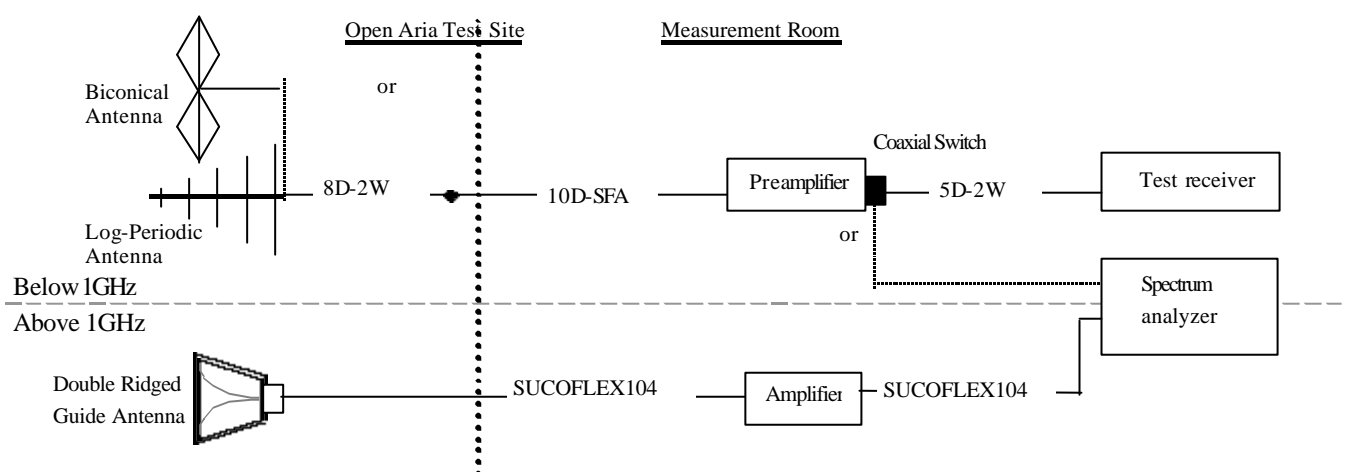 Open Aria Test Site
Measurement Room
or
Biconical
Antenna
Coaxial Switch
8D-2W
10D-SFA
Preamplifier
5D-2W
Test receiver
Log-Periodic
Antenna
or
Below 1GHz
Spectrum
analyzer
Above 1GHz
Double Ridged
Guide Antenna
SUCOFLEX104
Amplifier
SUCOFLEX104